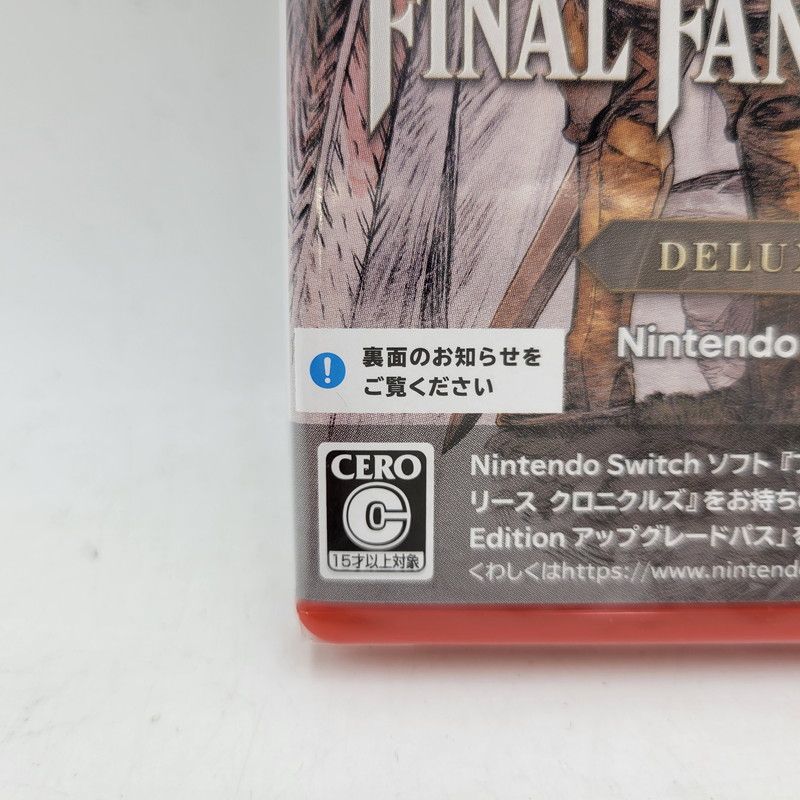 FINAL FAN
DELUX
Nintendo
裏面のお知らせを
ご覧ください
CERO
C
15才以上対象
Nintendo Switch ソフト『フ
リース クロニクルズ』をお持ち
Edition アップグレードパス」を
くわしくはhttps://www.nintend